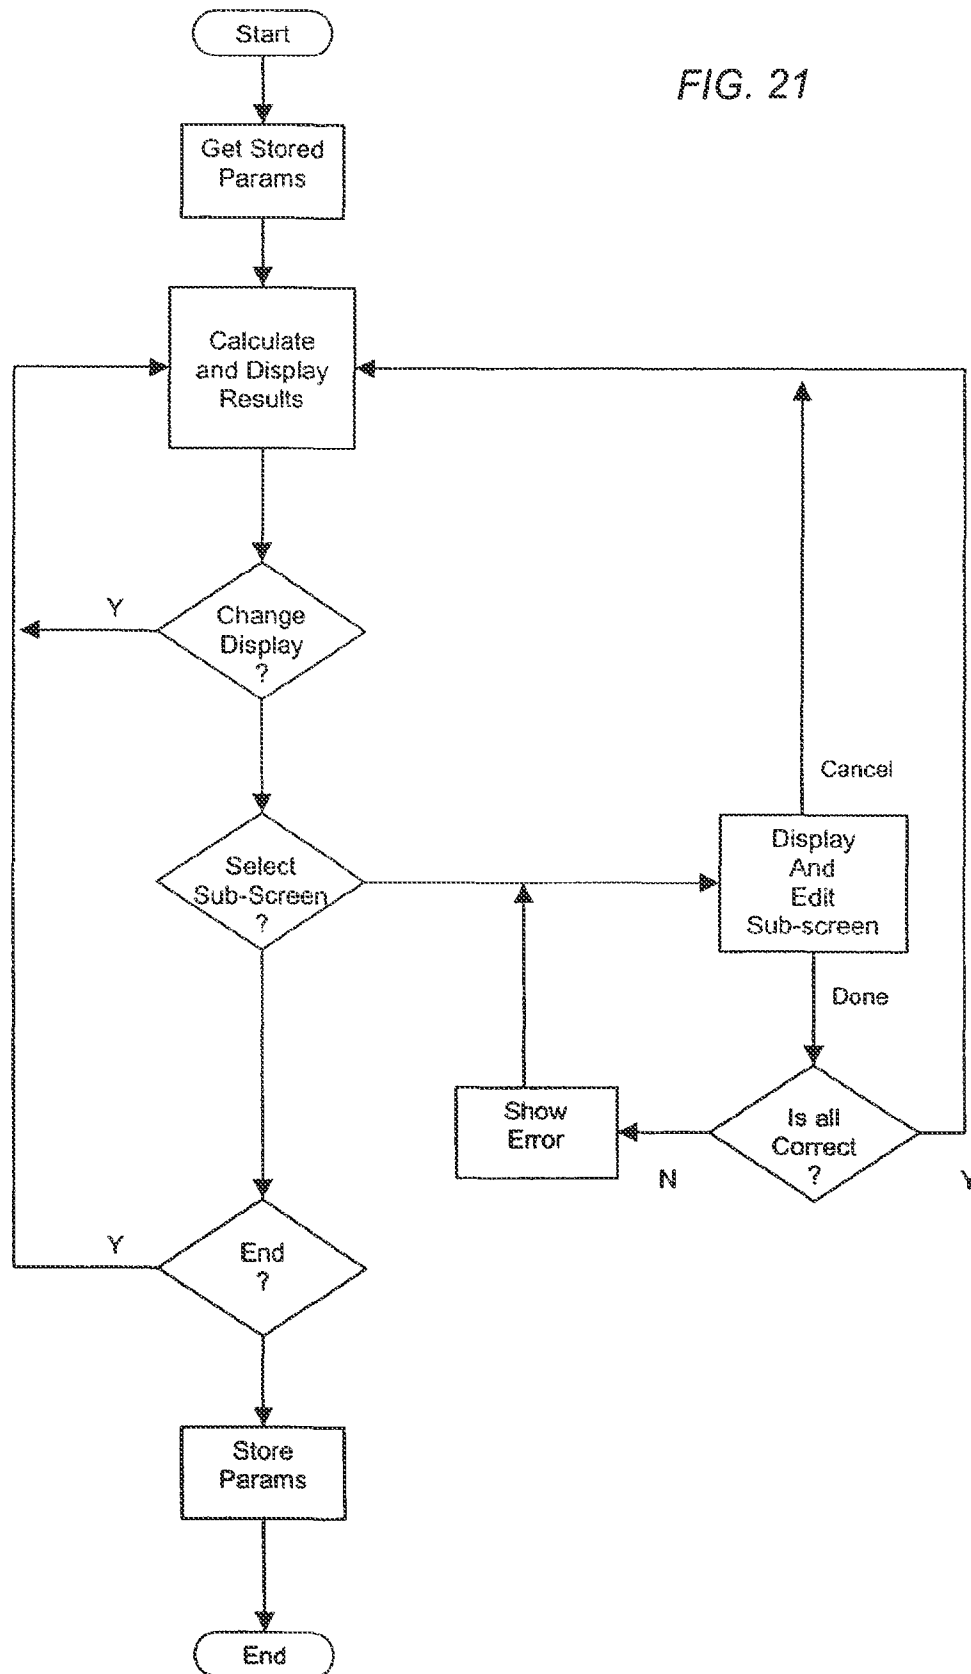 Start
FIG. 21
Get Stored
Params
Calculate
and Display
Results
Y
Change
Display
?
Cancel
Select
Sub-Screen
?
Display
And
Edit
Sub-screen
Done
Show
Error
Is all
Correct
?
N
Y
Y
End
?
Store
Params
End